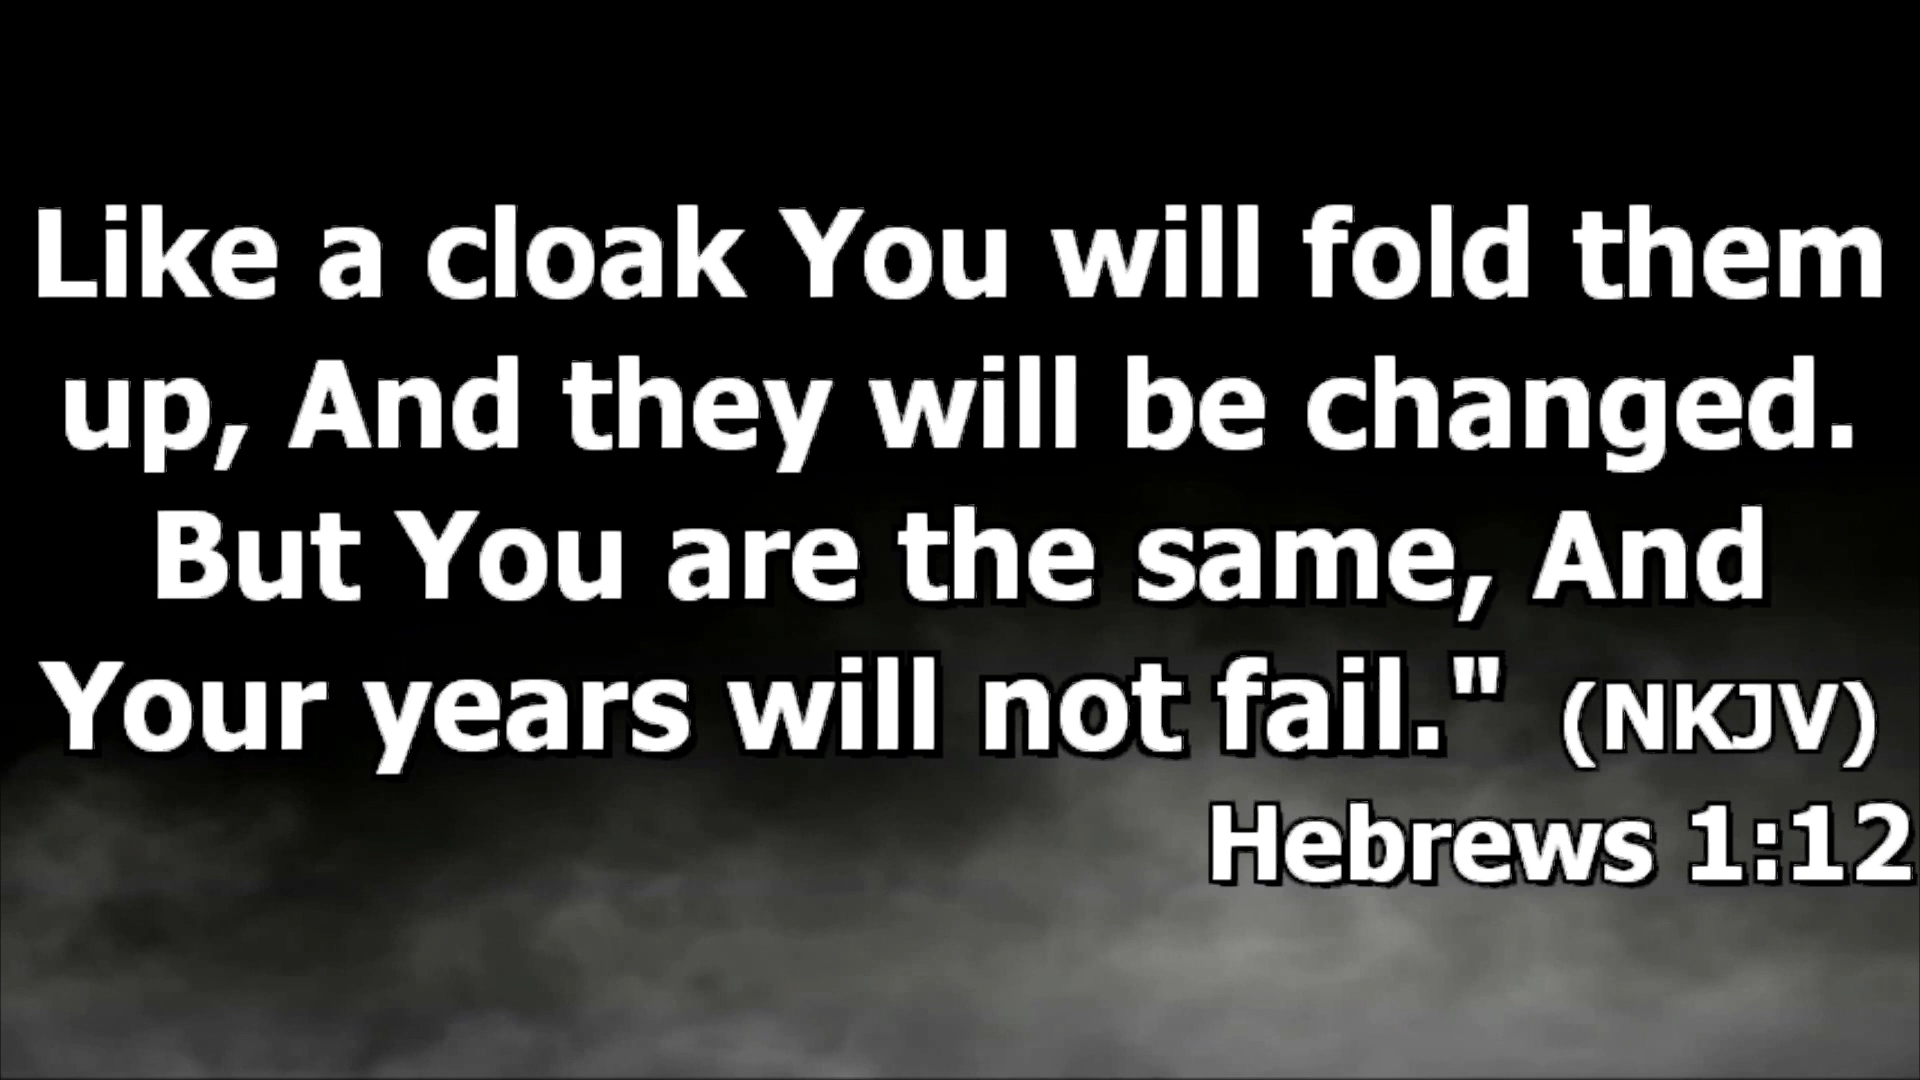 Like a cloak You will fold them
up, And they will be changed.
But You are the same, And
Your years will not fail." (NKJV)
Hebrews 1:12